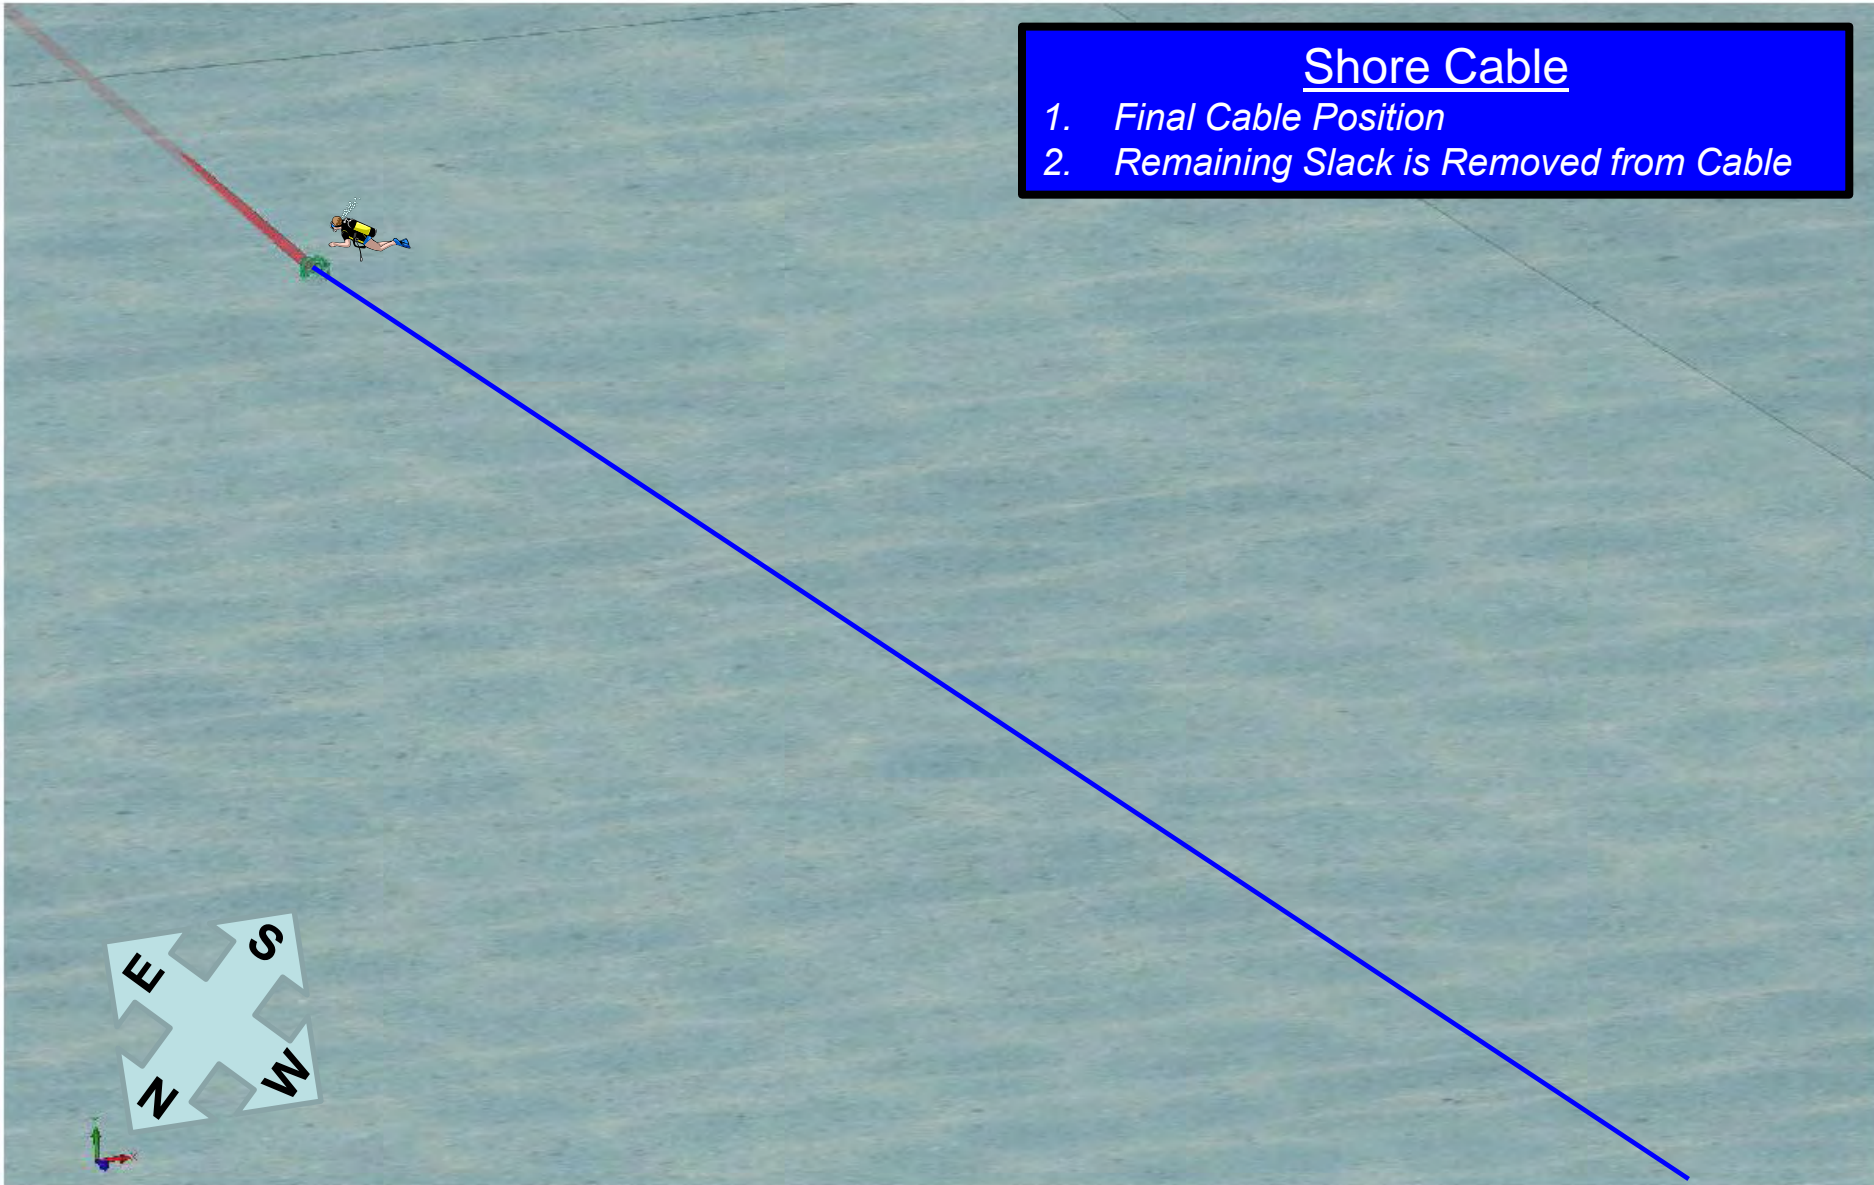 Shore Cable
1. Final Cable Position
2. Remaining Slack is Removed from Cable
E
S
N
W
Y
X